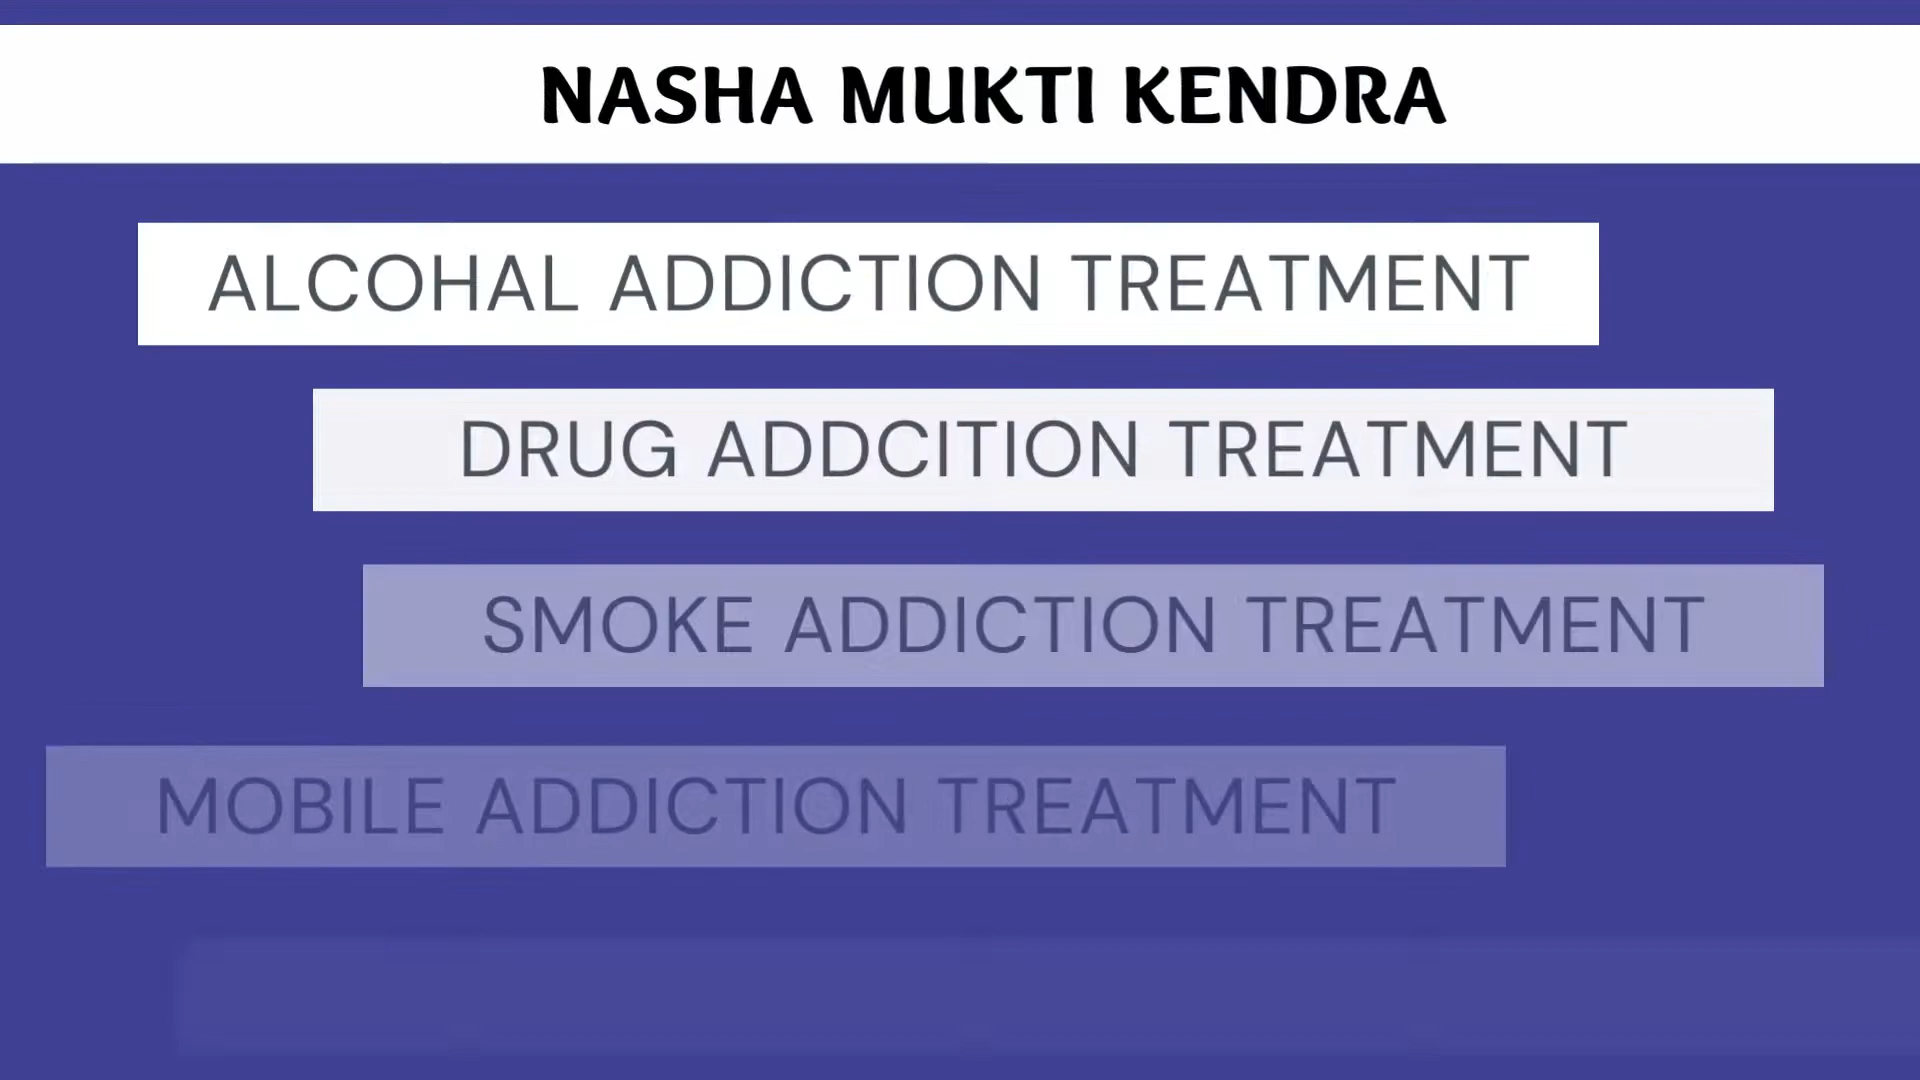 NASHA MUKTI KENDRA
ALCOHAL ADDICTION TREATMENT
DRUG ADDCITION TREATMENT
SMOKE ADDICTION TREATMENT
MOBILE ADDICTION TREATMENT